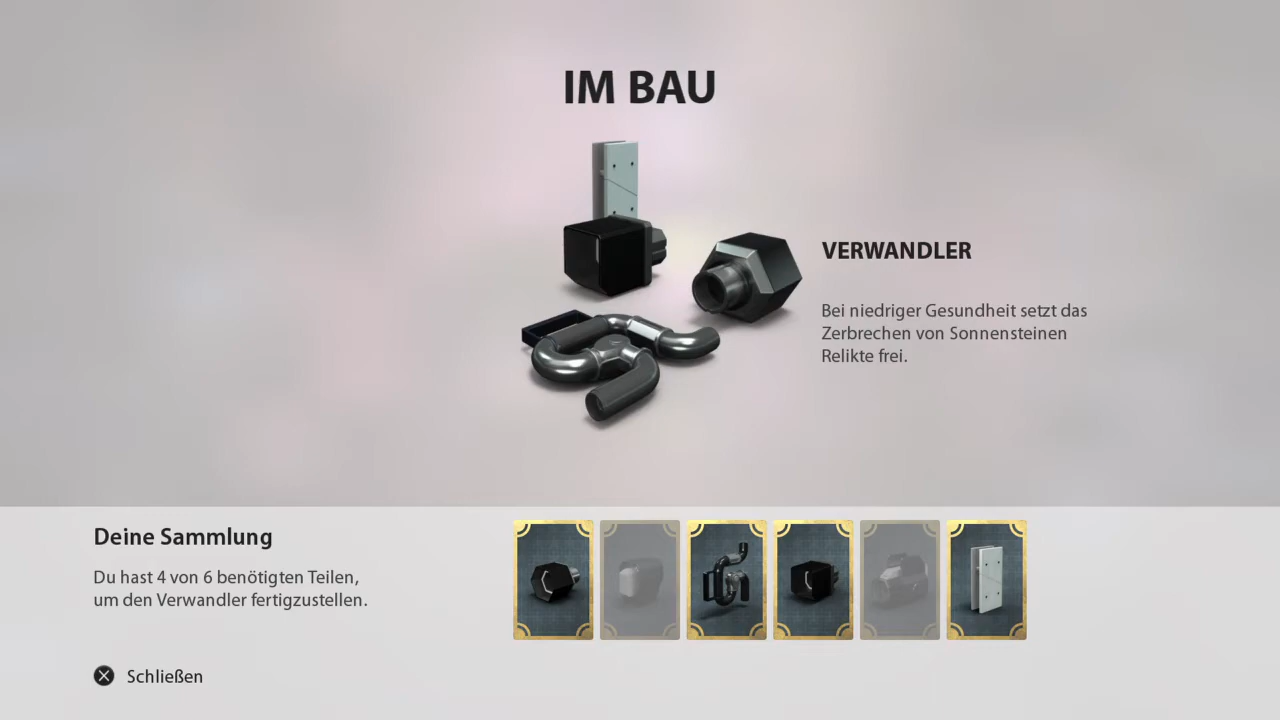 IM BAU
VERWANDLER
Bei niedriger Gesundheit setzt das
Zerbrechen von Sonnensteinen
Relikte frei.
Deine Sammlung
Du hast 4 von 6 benötigten Teilen,
um den Verwandler fertigzustellen.
Schließen